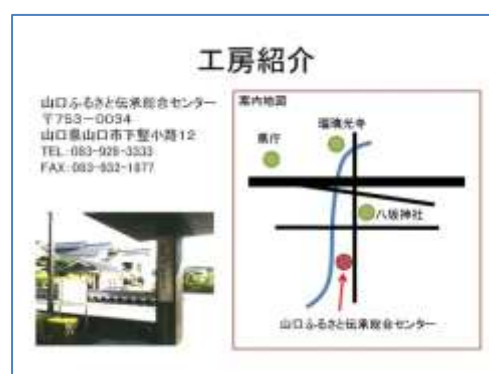 工房紹介
山口ふるさと伝承総合センター
〒753-0034
山口県山口市下竪小路12
TEL:083-928-3333
FAX:083-932-1877
案内地図
瑠璃光寺
県庁
八坂神社
山口ふるさと伝承総合センター